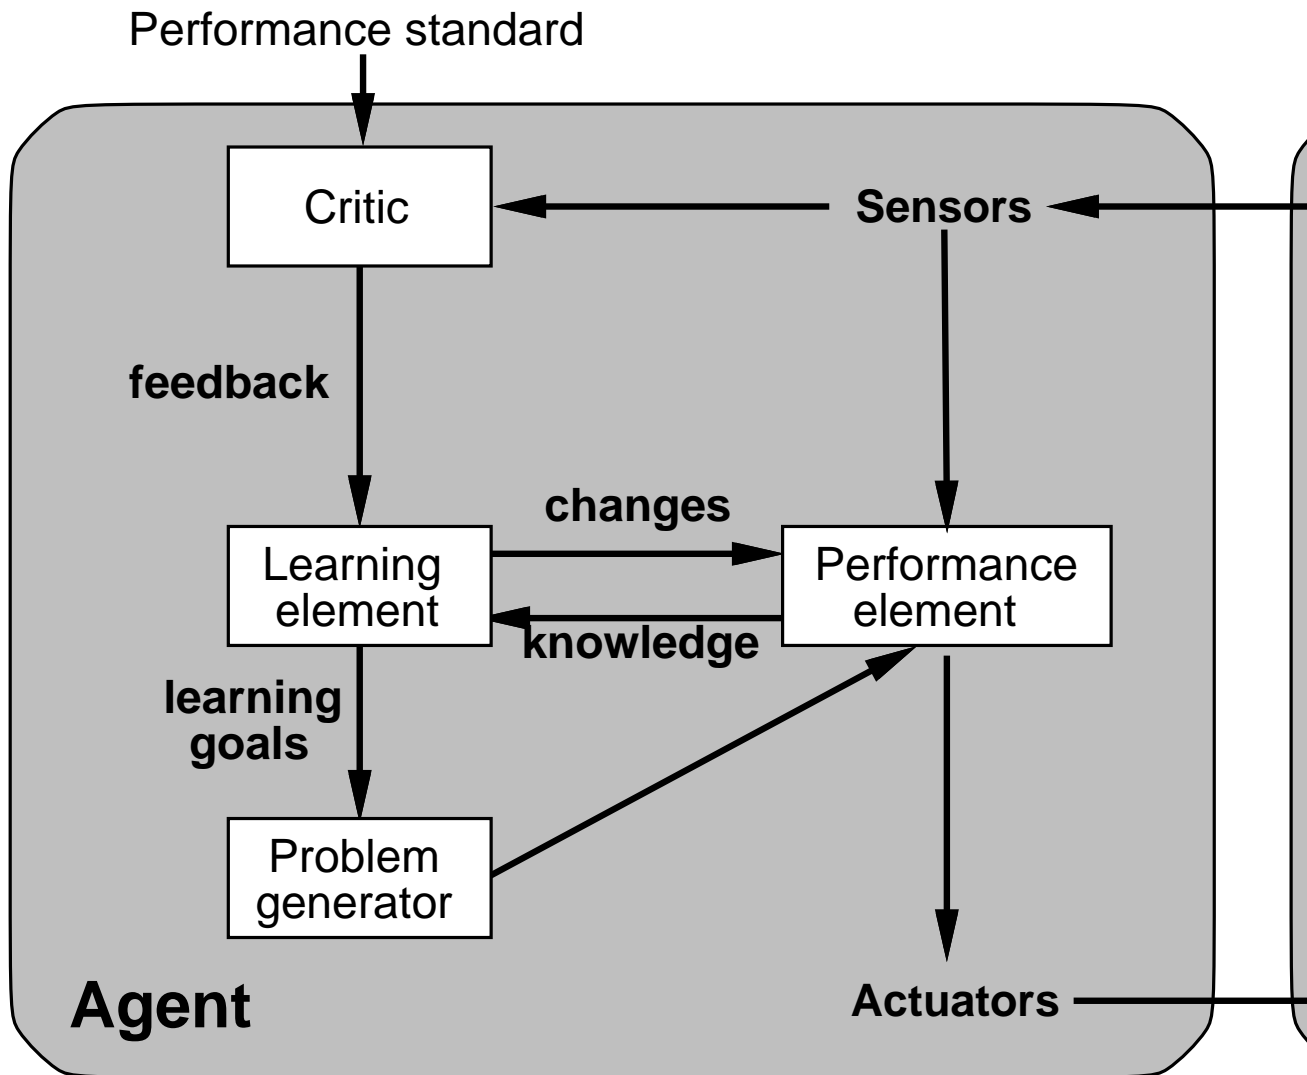 Performance standard
Critic
Sensors
feedback
changes
Learning
element
Performance
element
knowledge
learning
goals
Problem
generator
Agent
Actuators